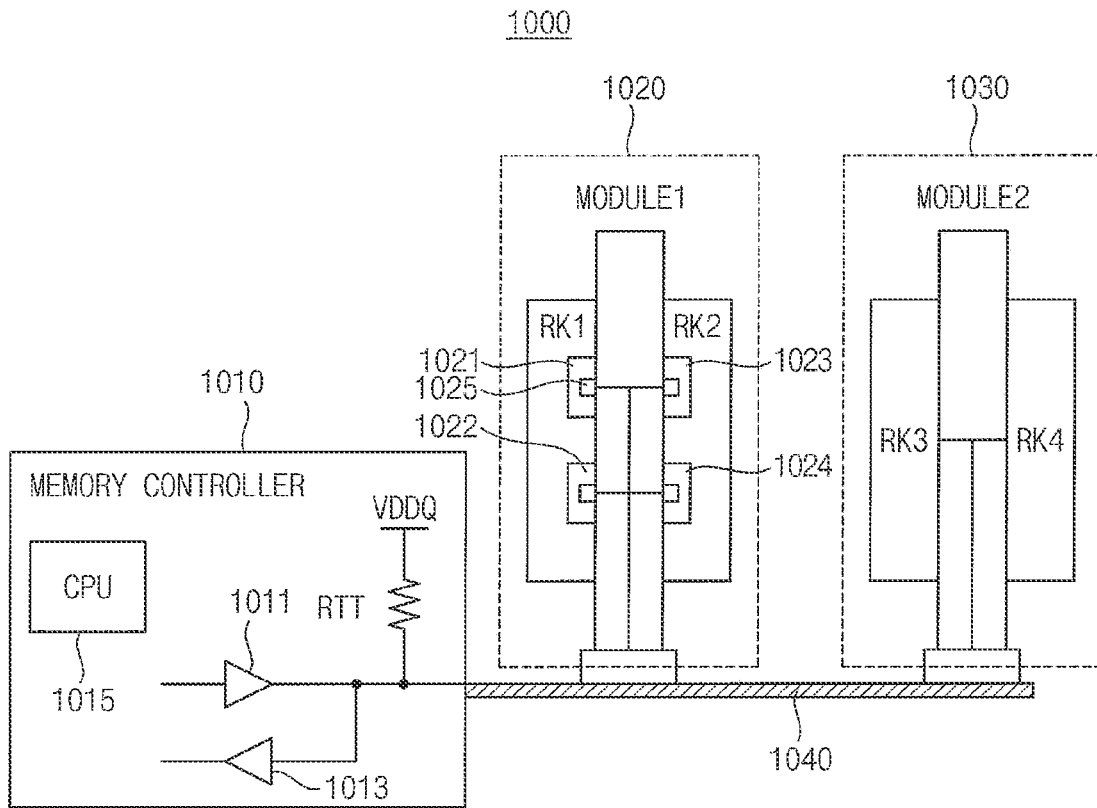 1000
1020
1030
MODULE1
MODULE2
RK1
RK2
1021
1023
1025
1022
1024
RK3
RK4
1010
MEMORY CONTROLLER
VDDQ
CPU
1011
RTT
1015
1013
1040